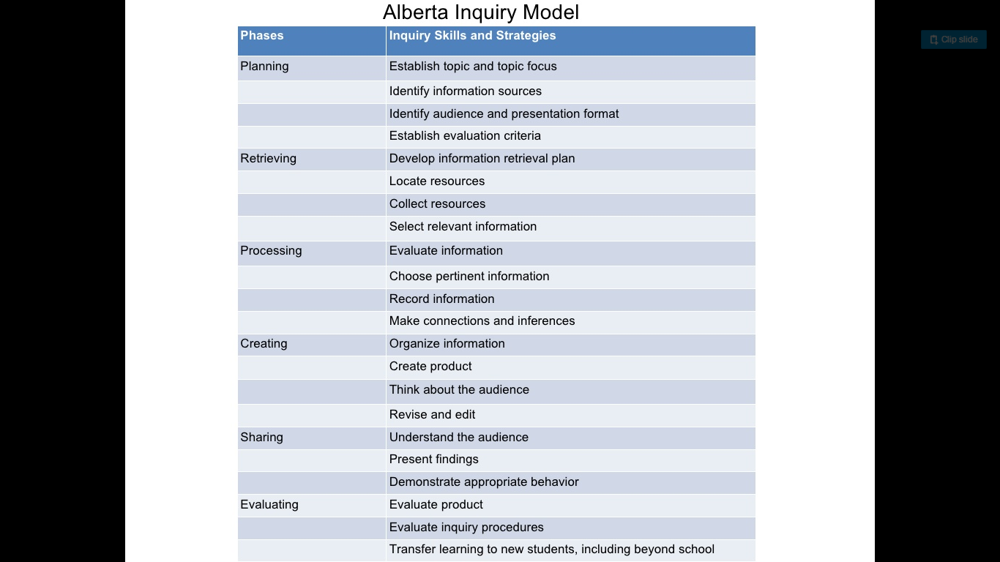 Alberta Inquiry Model
Phases Inquiry Skills and Strategies
Planning Establish topic and topic focus
Identify information sources
Identify audience and presentation format
Establish evaluation criteria
Retrieving Develop information retrieval plan
Locate resources
Collect resources
Select relevant information
Processing Evaluate information
Choose pertinent information
Record information
Make connections and inferences
Creating Organize information
Create product
Think about the audience
Revise and edit
Sharing Understand the audience
Present findings
Demonstrate appropriate behavior
Evaluating Evaluate product
Evaluate inquiry procedures
Transfer learning to new students, including beyond school
Clip slide